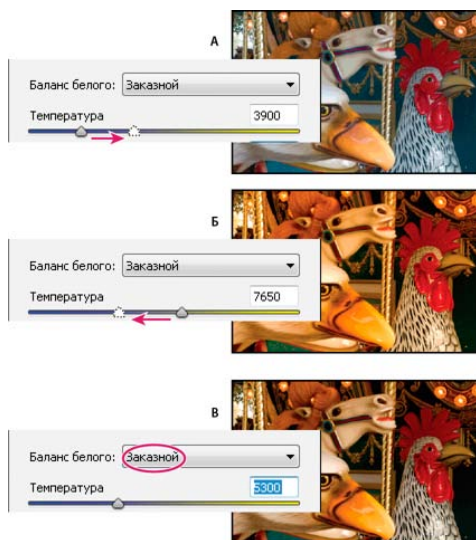 А
Баланс белого: Заказной
Температура 3900
Б
Баланс белого: Заказной
Температура 7650
В
Баланс белого: Заказной
Температура 5300